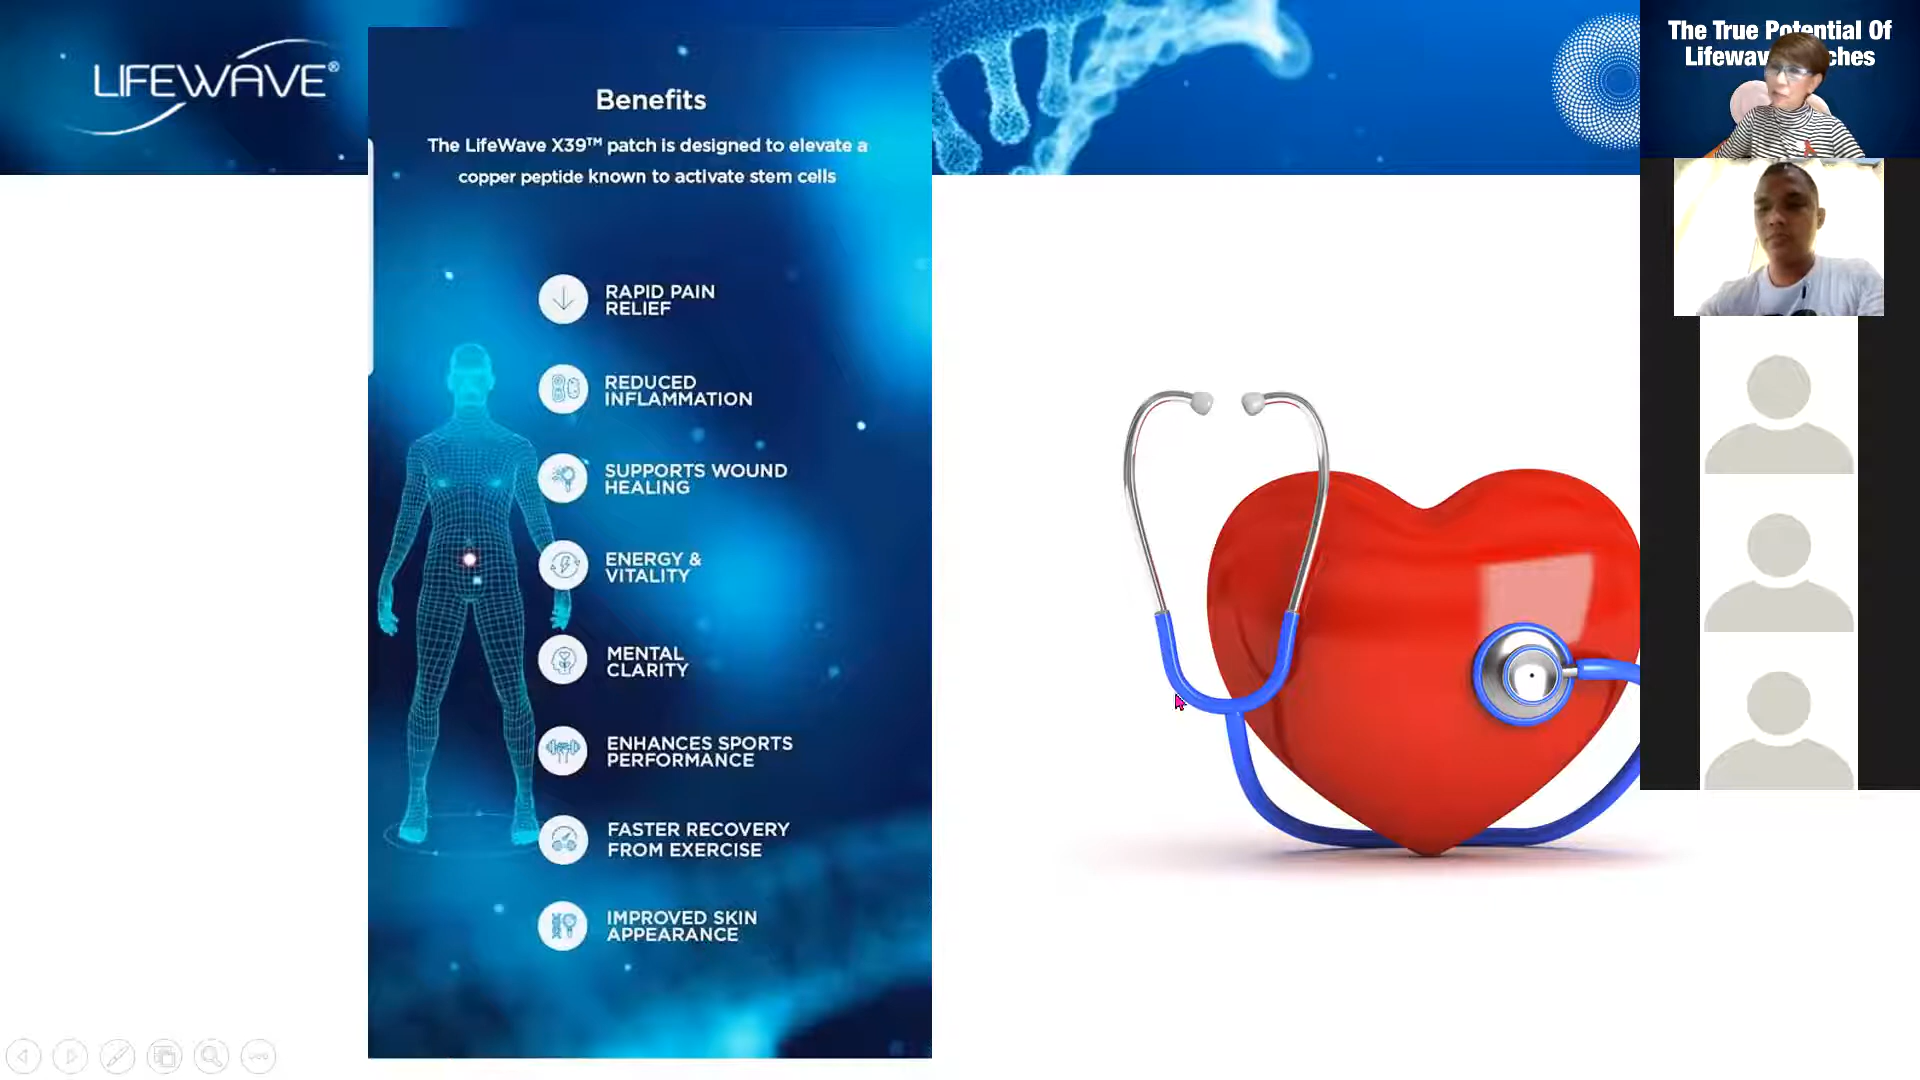 LIFEWAVE®
Benefits
The LifeWave X39™ patch is designed to elevate a
copper peptide known to activate stem cells
RAPID PAIN
RELIEF
REDUCED
INFLAMMATION
SUPPORTS WOUND
HEALING
ENERGY &
VITALITY
MENTAL
CLARITY
ENHANCES SPORTS
PERFORMANCE
FASTER RECOVERY
FROM EXERCISE
IMPROVED SKIN
APPEARANCE
The True Potential Of